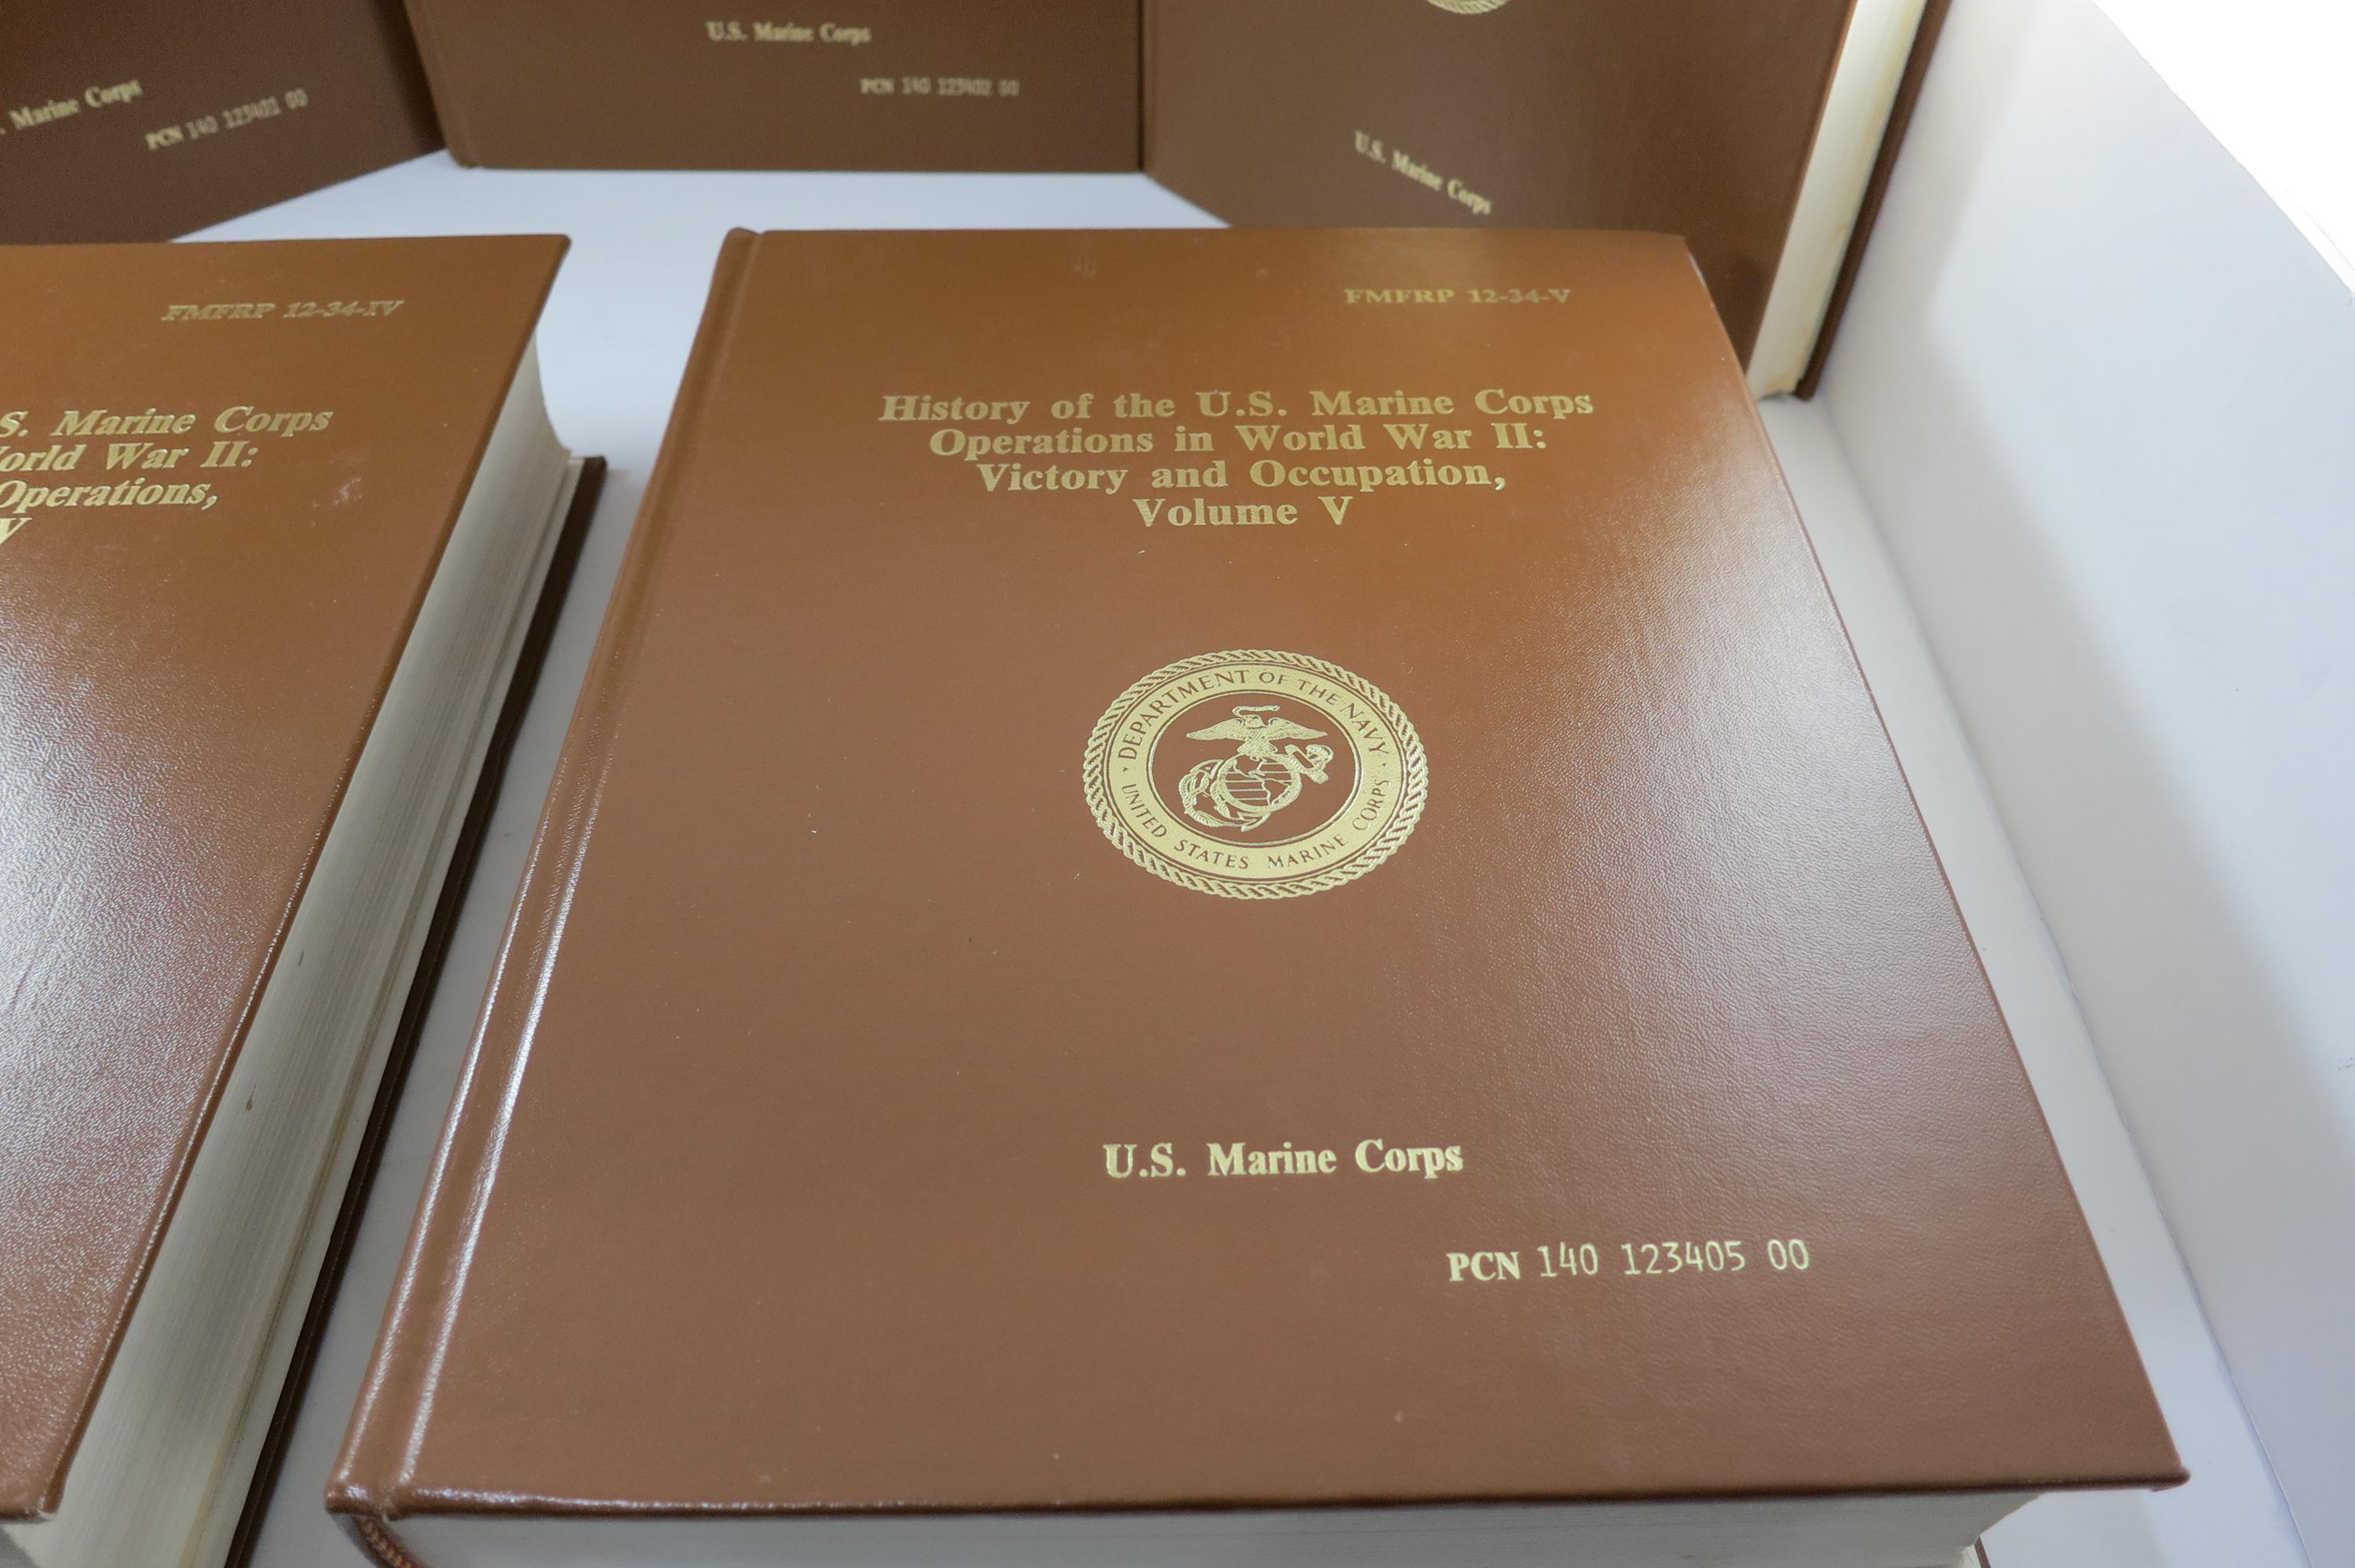 Marine Corps
PCN 140 123401 00
U.S. Marine Corps
PCN 140 123402 00
U.S. Marine Corps
FMFRP 12-34-IV
S. Marine Corps
World War II:
Operations,
V
FMFRP 12-34-V
History of the U.S. Marine Corps
Operations in World War II:
Victory and Occupation,
Volume V
DEPARTMENT OF THE NAVY
UNITED STATES MARINE CORPS
U.S. Marine Corps
PCN 140 123405 00